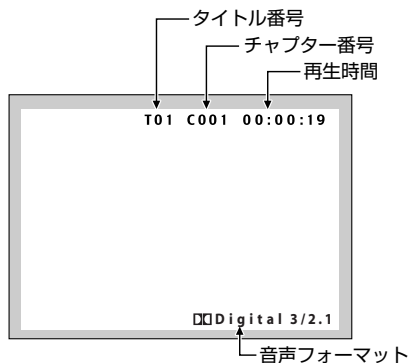 タイトル番号
チャプター番号
再生時間
T01 C001 00:00:19
Digital 3/2.1
音声フォーマット